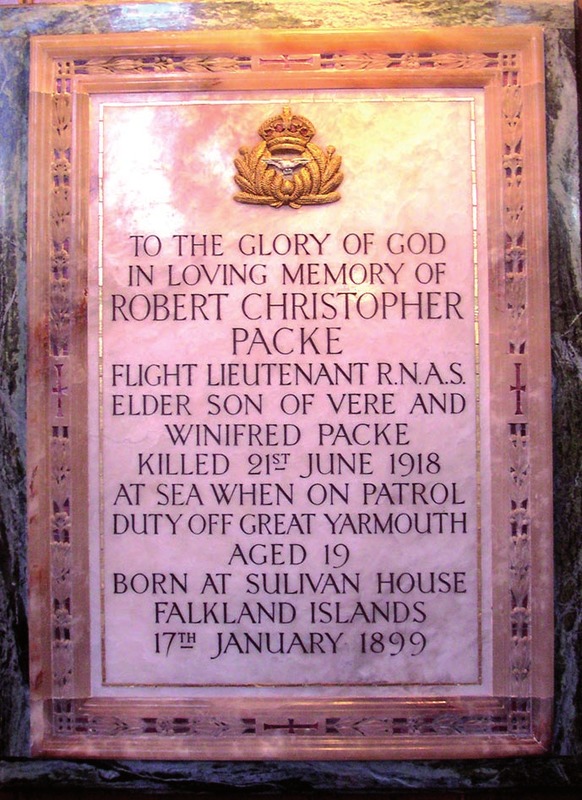 TO THE GLORY OF GOD
IN LOVING MEMORY OF
ROBERT CHRISTOPHER
PACKE
FLIGHT LIEUTENANT R.N.A.S.
ELDER SON OF VERE AND
WINIFRED PACKE
KILLED 21ST JUNE 1918
AT SEA WHEN ON PATROL
DUTY OFF GREAT YARMOUTH
AGED 19
BORN AT SULIVAN HOUSE
FALKLAND ISLANDS
17TH JANUARY 1899